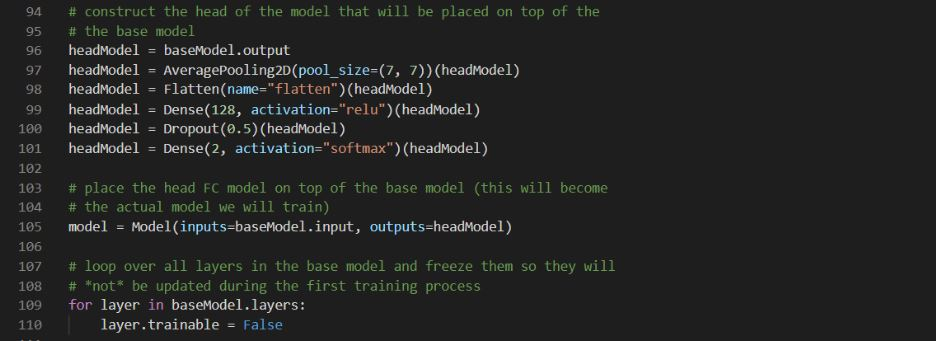 94 # construct the head of the model that will be placed on top of the
95 # the base model
96 headModel = baseModel.output
97 headModel = AveragePooling2D(pool_size=(7, 7))(headModel)
98 headModel = Flatten(name="flatten")(headModel)
99 headModel = Dense(128, activation="relu")(headModel)
100 headModel = Dropout(0.5)(headModel)
101 headModel = Dense(2, activation="softmax")(headModel)
102
103 # place the head FC model on top of the base model (this will become
104 # the actual model we will train)
105 model = Model(inputs=baseModel.input, outputs=headModel)
106
107 # loop over all layers in the base model and freeze them so they will
108 # *not* be updated during the first training process
109 for layer in baseModel.layers:
110     layer.trainable = False